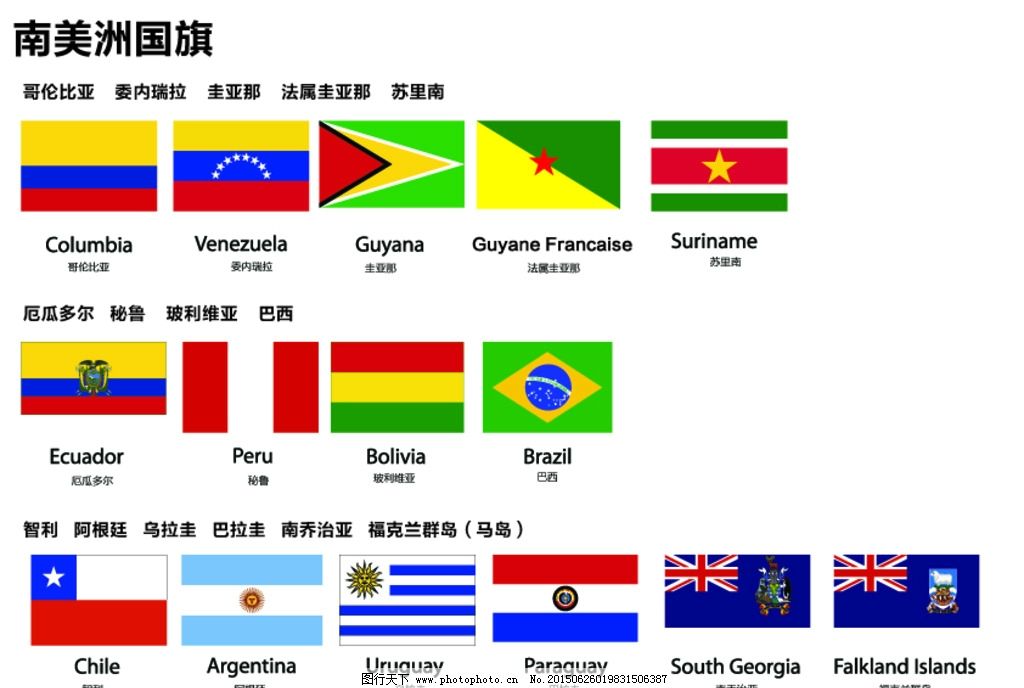 南美洲国旗
哥伦比亚 委内瑞拉 圭亚那 法属圭亚那 苏里南
Columbia Venezuela Guyana Guyane Francaise Suriname
哥伦比亚 委内瑞拉 圭亚那 法属圭亚那 苏里南
厄瓜多尔 秘鲁 玻利维亚 巴西
Ecuador Peru Bolivia Brazil
厄瓜多尔 秘鲁 玻利维亚 巴西
智利 阿根廷 乌拉圭 巴拉圭 南乔治亚 福克兰群岛（马岛）
Chile Argentina Uruguay Paraguay South Georgia Falkland Islands
图行天下 www.photophoto.cn No.20150626019831506387